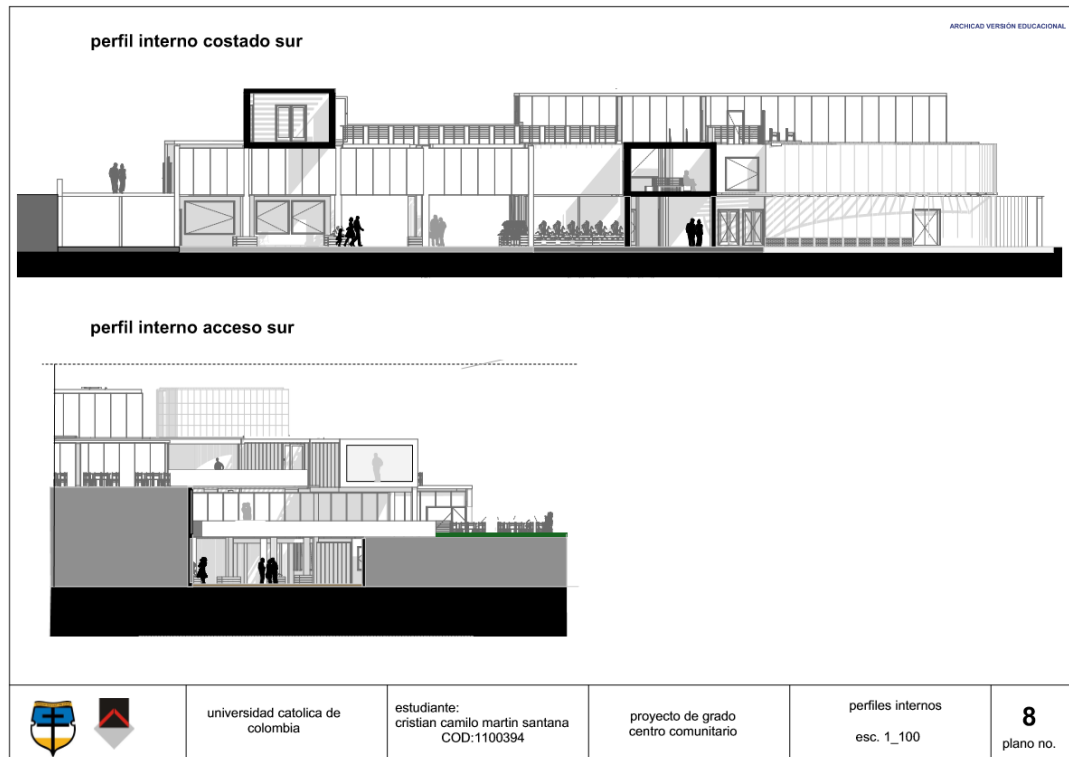 ARCHICAD VERSIÓN EDUCACIONAL
perfil interno costado sur
perfil interno acceso sur
universidad catolica de
colombia
estudiante:
cristian camilo martin santana
COD:1100394
proyecto de grado
centro comunitario
perfiles internos
esc. 1_100
8
plano no.